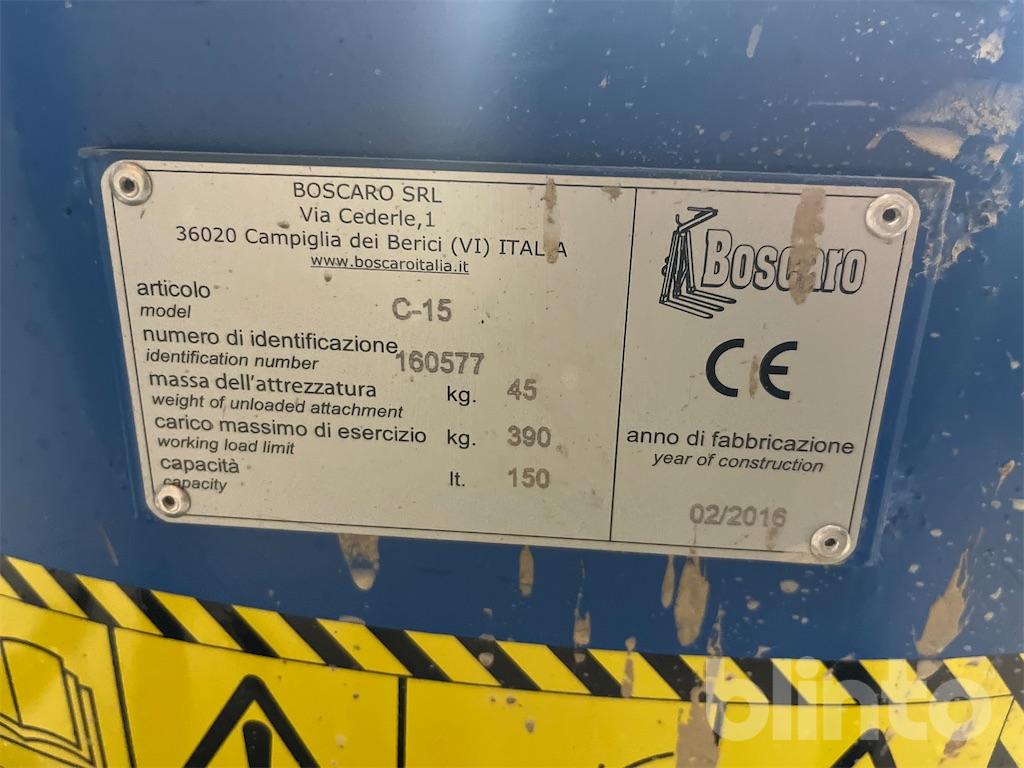 BOSCARO SRL
Via Cederle,1
36020 Campiglia dei Berici (VI) ITALIA
www.boscaroitalia.it
articolo
model
C-15
numero di identificazione
identification number
160577
massa dell'attrezzatura
weight of unloaded attachment
kg. 45
carico massimo di esercizio
working load limit
kg. 390
capacità
capacity
lt. 150
Boscaro
CE
anno di fabbricazione
year of construction
02/2016
blinto